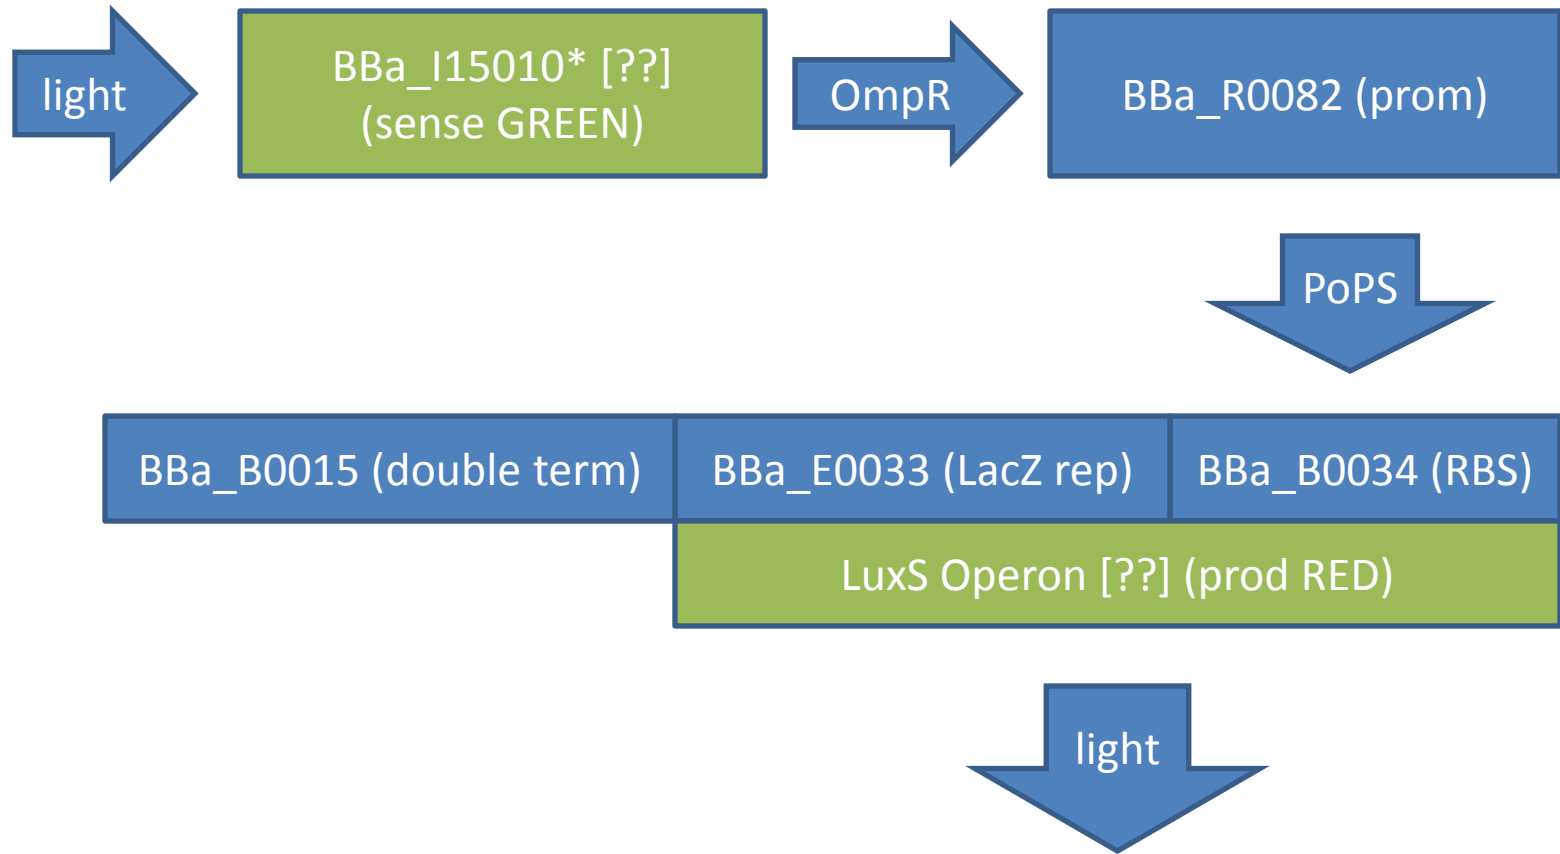 light
BBa_I15010* [??]
(sense GREEN)
OmpR
BBa_R0082 (prom)
PoPS
BBa_B0015 (double term)
BBa_E0033 (LacZ rep)
BBa_B0034 (RBS)
LuxS Operon [??] (prod RED)
light